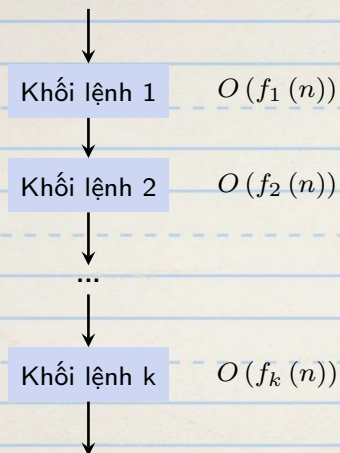 Khối lệnh 1 O (f₁ (n))
Khối lệnh 2 O (f₂ (n))
...
Khối lệnh k O (fₖ (n))